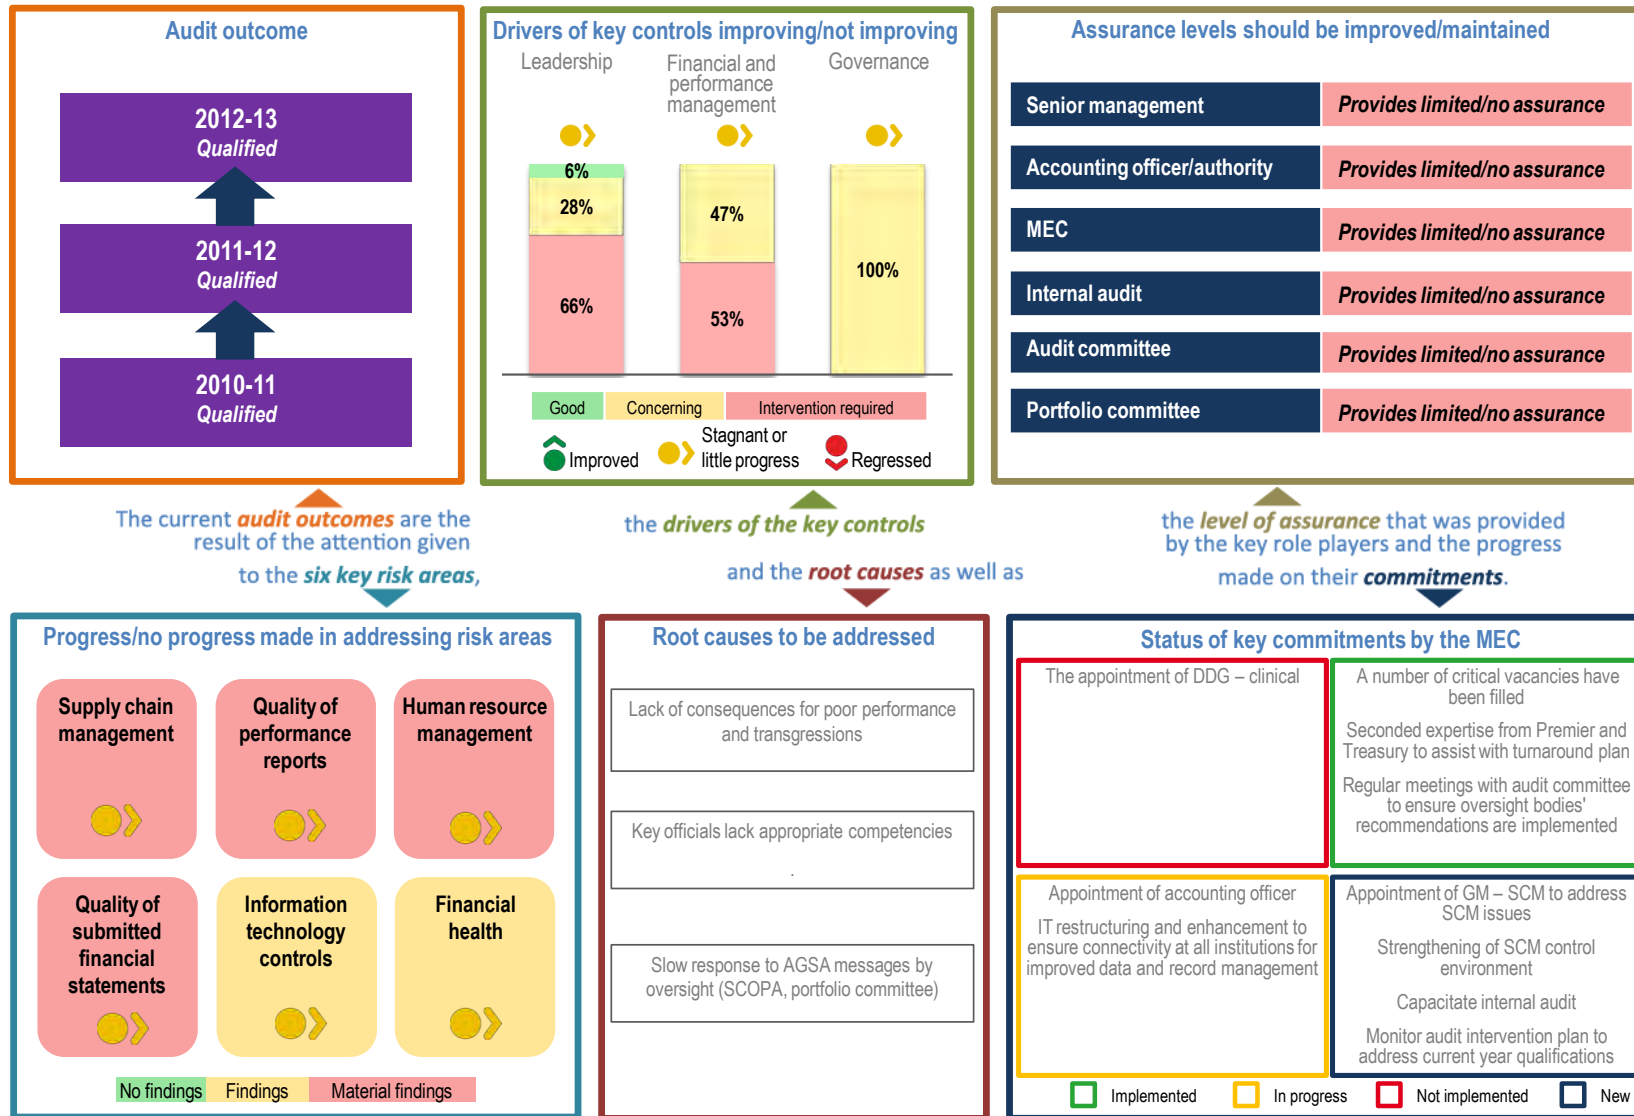 Audit outcome
2012-13
Qualified
2011-12
Qualified
2010-11
Qualified
Drivers of key controls improving/not improving
Leadership
Financial and
performance
management
Governance
6%
28%
66%
47%
53%
100%
Good
Concerning
Intervention required
Improved
Stagnant or
little progress
Regressed
Assurance levels should be improved/maintained
Senior management
Provides limited/no assurance
Accounting officer/authority
Provides limited/no assurance
MEC
Provides limited/no assurance
Internal audit
Provides limited/no assurance
Audit committee
Provides limited/no assurance
Portfolio committee
Provides limited/no assurance
The current audit outcomes are the
result of the attention given
to the six key risk areas,
the drivers of the key controls
and the root causes as well as
the level of assurance that was provided
by the key role players and the progress
made on their commitments.
Progress/no progress made in addressing risk areas
Supply chain
management
Quality of
performance
reports
Human resource
management
Quality of
submitted
financial
statements
Information
technology
controls
Financial
health
No findings
Findings
Material findings
Root causes to be addressed
Lack of consequences for poor performance
and transgressions
Key officials lack appropriate competencies
.
Slow response to AGSA messages by
oversight (SCOPA, portfolio committee)
Status of key commitments by the MEC
The appointment of DDG – clinical
A number of critical vacancies have
been filled
Seconded expertise from Premier and
Treasury to assist with turnaround plan
Regular meetings with audit committee
to ensure oversight bodies'
recommendations are implemented
Appointment of accounting officer
IT restructuring and enhancement to
ensure connectivity at all institutions for
improved data and record management
Appointment of GM – SCM to address
SCM issues
Strengthening of SCM control
environment
Capacitate internal audit
Monitor audit intervention plan to
address current year qualifications
Implemented
In progress
Not implemented
New